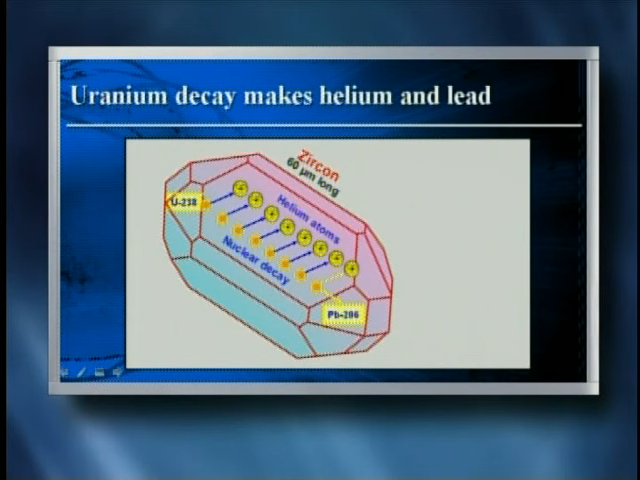 Uranium decay makes helium and lead
Zircon
60 µm long
U-238
Helium atoms
Nuclear decay
Pb-206